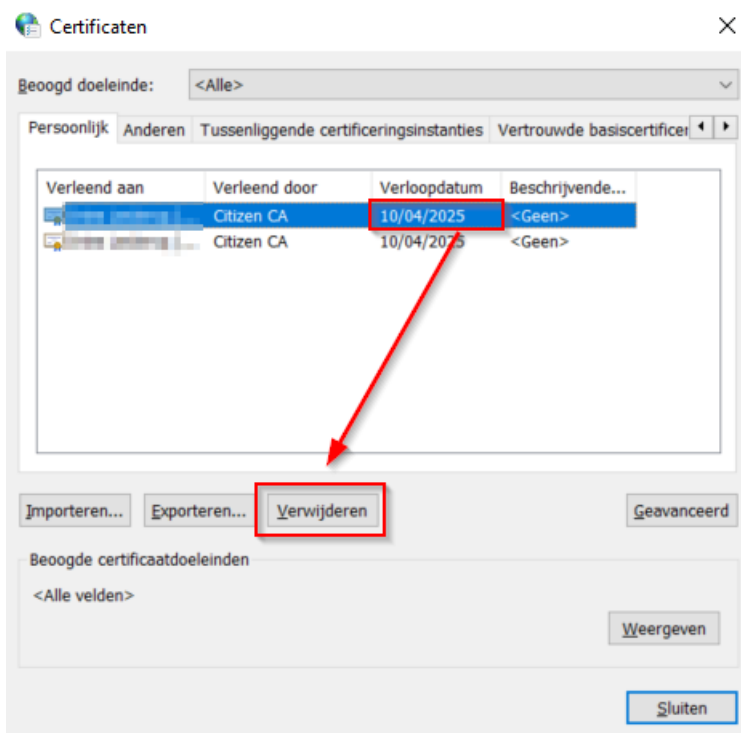 Certificaten
Beoogd doeleinde: <Alle>
Persoonlijk Anderen Tussenliggende certificeringsinstanties Vertrouwde basiscertificer
Verleend aan Verleend door Verloopdatum Beschrijvende...
Citizen CA 10/04/2025 <Geen>
Citizen CA 10/04/2025 <Geen>
Importeren... Exporteren... Verwijderen Geavanceerd
Beoogde certificaatdoeleinden
<Alle velden>
Weergeven
Sluiten